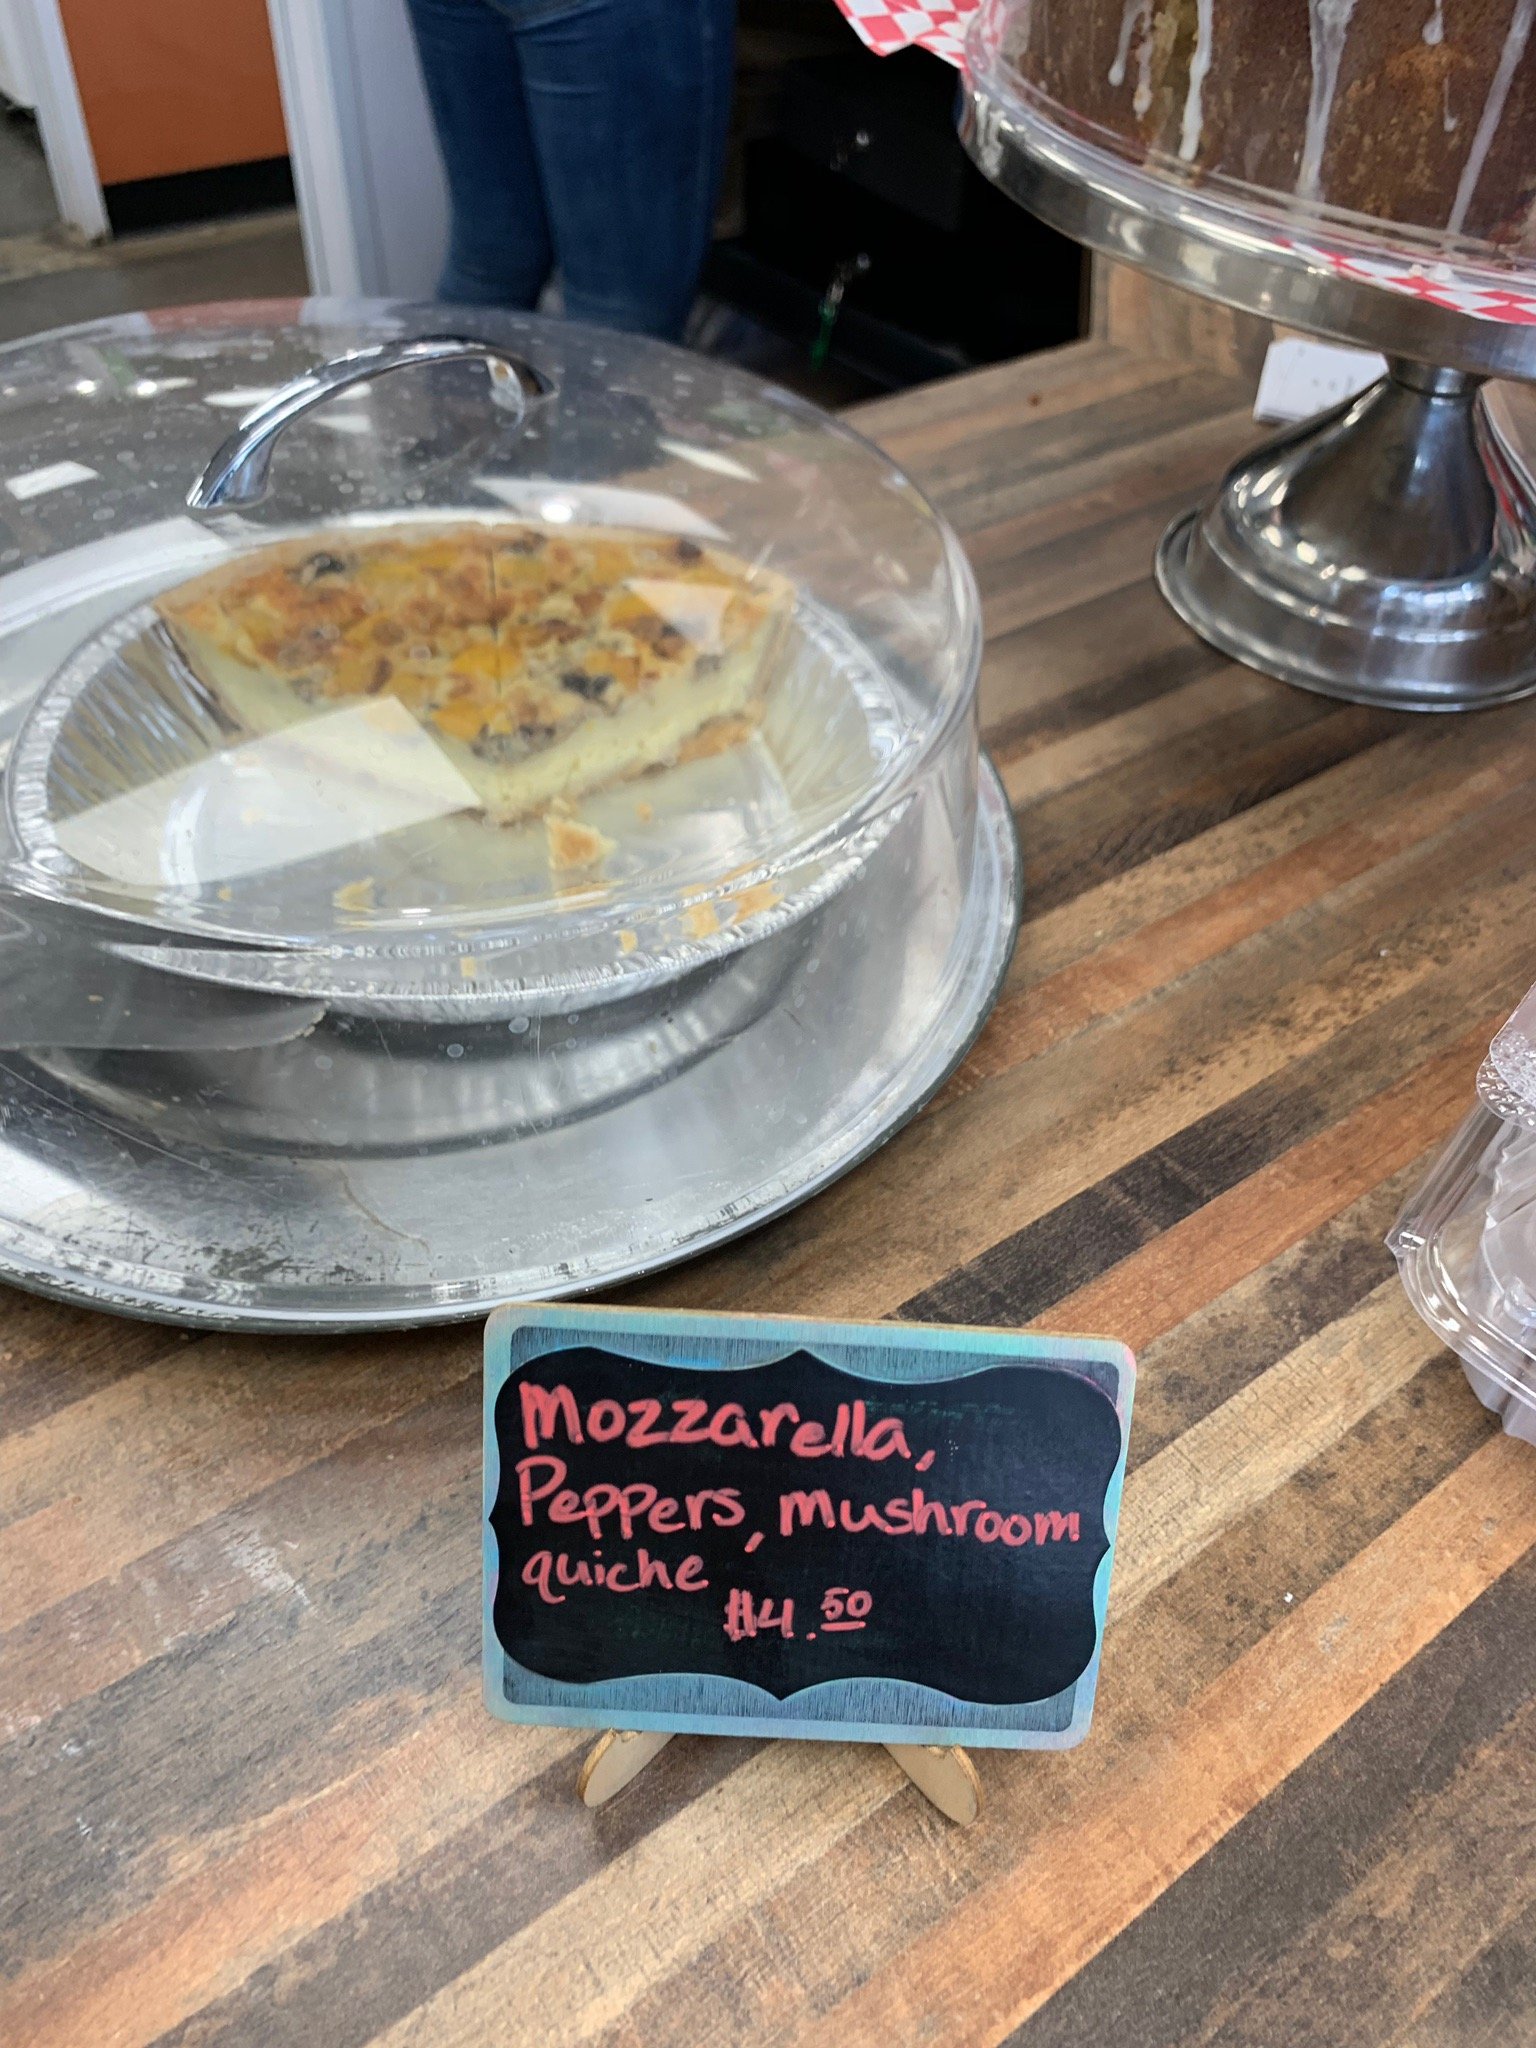 Mozzarella,
Peppers, mushroom
quiche
$4.50